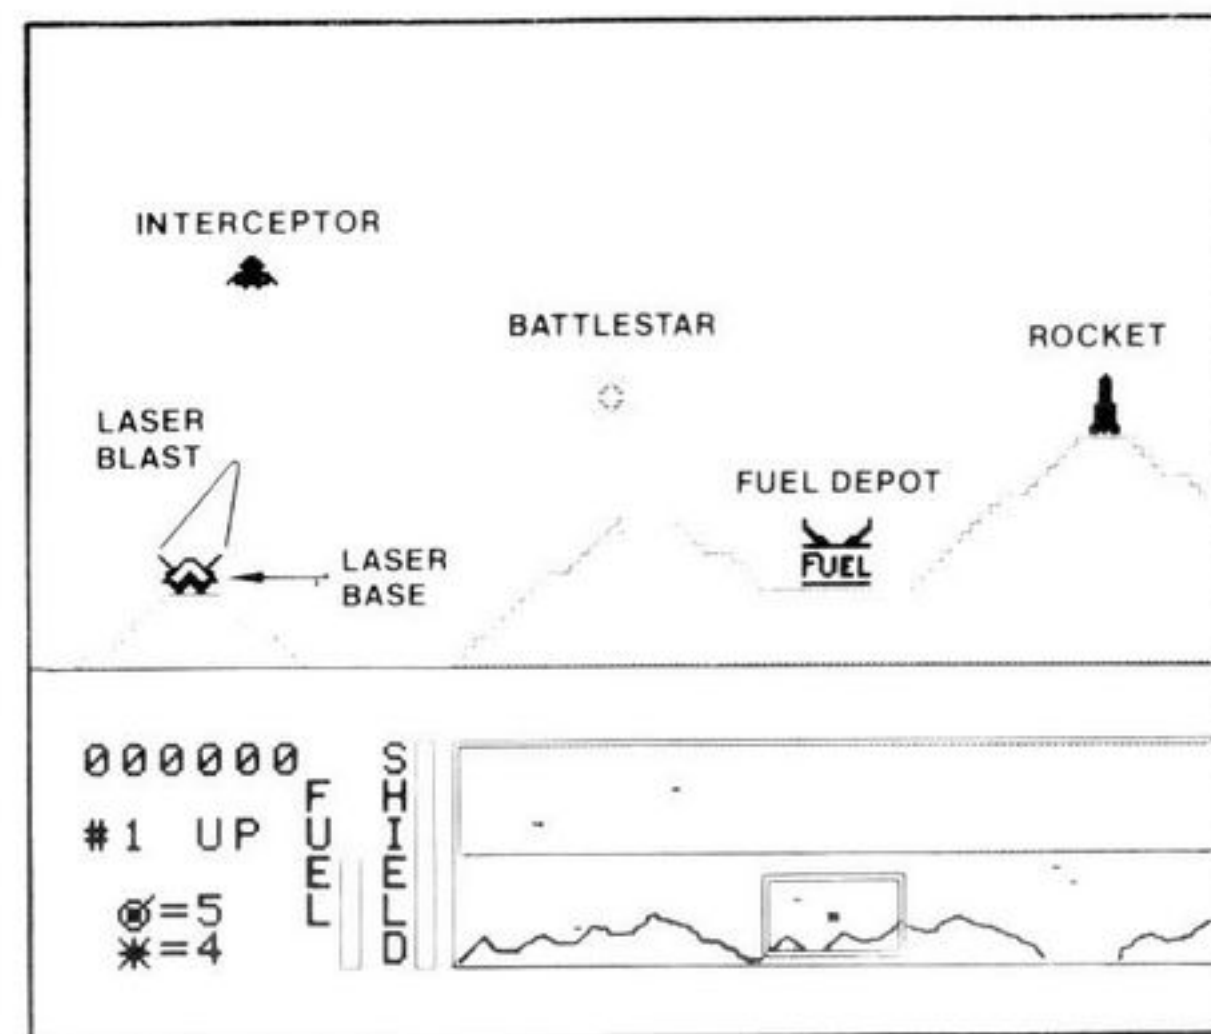 INTERCEPTOR
BATTLESTAR
ROCKET
LASER
BLAST
FUEL DEPOT
FUEL
LASER
BASE
000000
#1 UP
=5
=4
FUEL
SHIELD